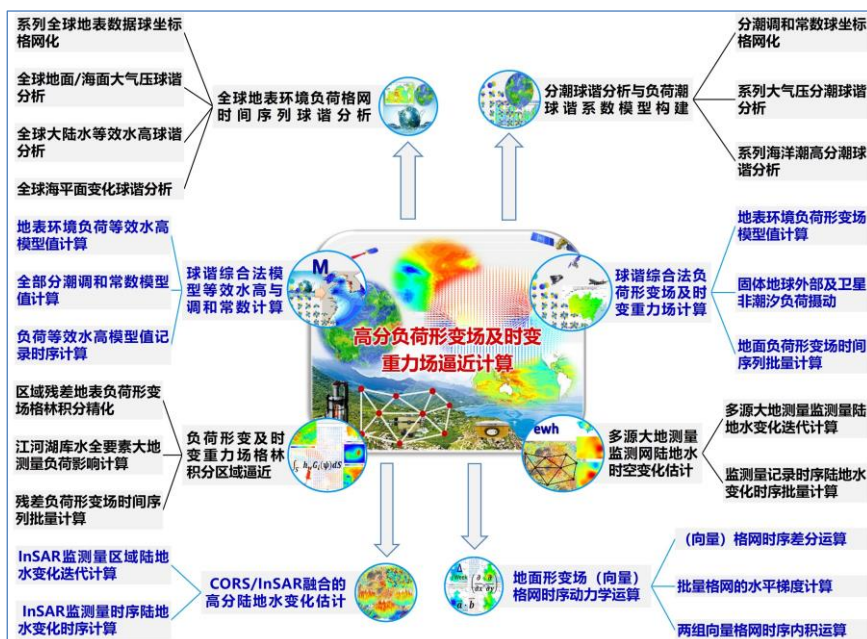 系列全球地表数据球坐标
格网化
全球地面/海面大气压球谐
分析
全球大陆水等效水高球谐
分析
全球海平面变化球谐分析
全球地表环境负荷格网
时间序列球谐分析
分潮球谐分析与负荷潮
球谐系数模型构建
分潮调和常数球坐标
格网化
系列大气压分潮球谐
分析
系列海洋潮高分潮球
谐分析
地表环境负荷等效水高
模型值计算
全部分潮调和常数模型
值计算
负荷等效水高模型值记
录时序计算
球谐综合法模
型等效水高与
调和常数计算
M
球谐综合法负
荷形变场及时变
重力场计算
地表环境负荷形变场
模型值计算
固体地球外部及卫星
非潮汐负荷摄动
地面负荷形变场时间
序列批量计算
高分负荷形变场及时变
重力场逼近计算
区域残差地表负荷形变
场格林积分精化
江河湖库水全要素大地
测量负荷影响计算
残差负荷形变场时间序
列批量计算
负荷形变及时
变重力场格林
积分区域逼近
∫ₛ hwGᵢ(ψ)dS
ewh
多源大地测量
监测网陆地水
时空变化估计
多源大地测量监测量陆
地水变化迭代计算
监测量记录时序陆地水
变化时序批量计算
InSAR监测量区域陆地
水变化迭代计算
InSAR监测量时序陆地
水变化时序计算
CORS/InSAR融合的
高分陆地水变化估计
地面形变场（向量）
格网时序动力学运算
（向量）格网时序差分运算
批量格网的水平梯度计算
两组向量格网时序内积运算